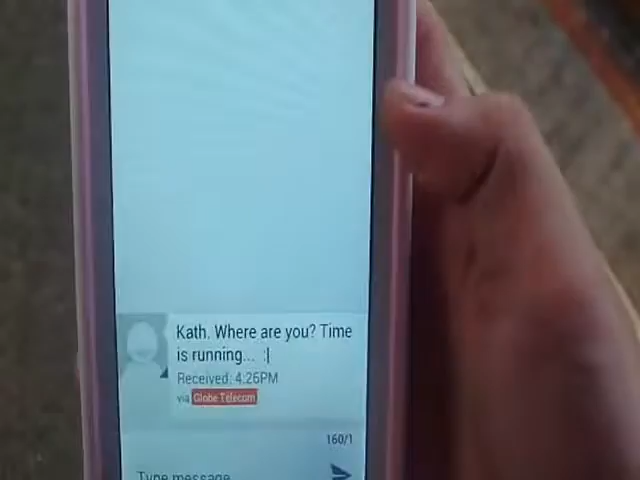 Kath. Where are you? Time
is running... :|
Received: 4:26PM
via Globe Telecom
160/1
Type message